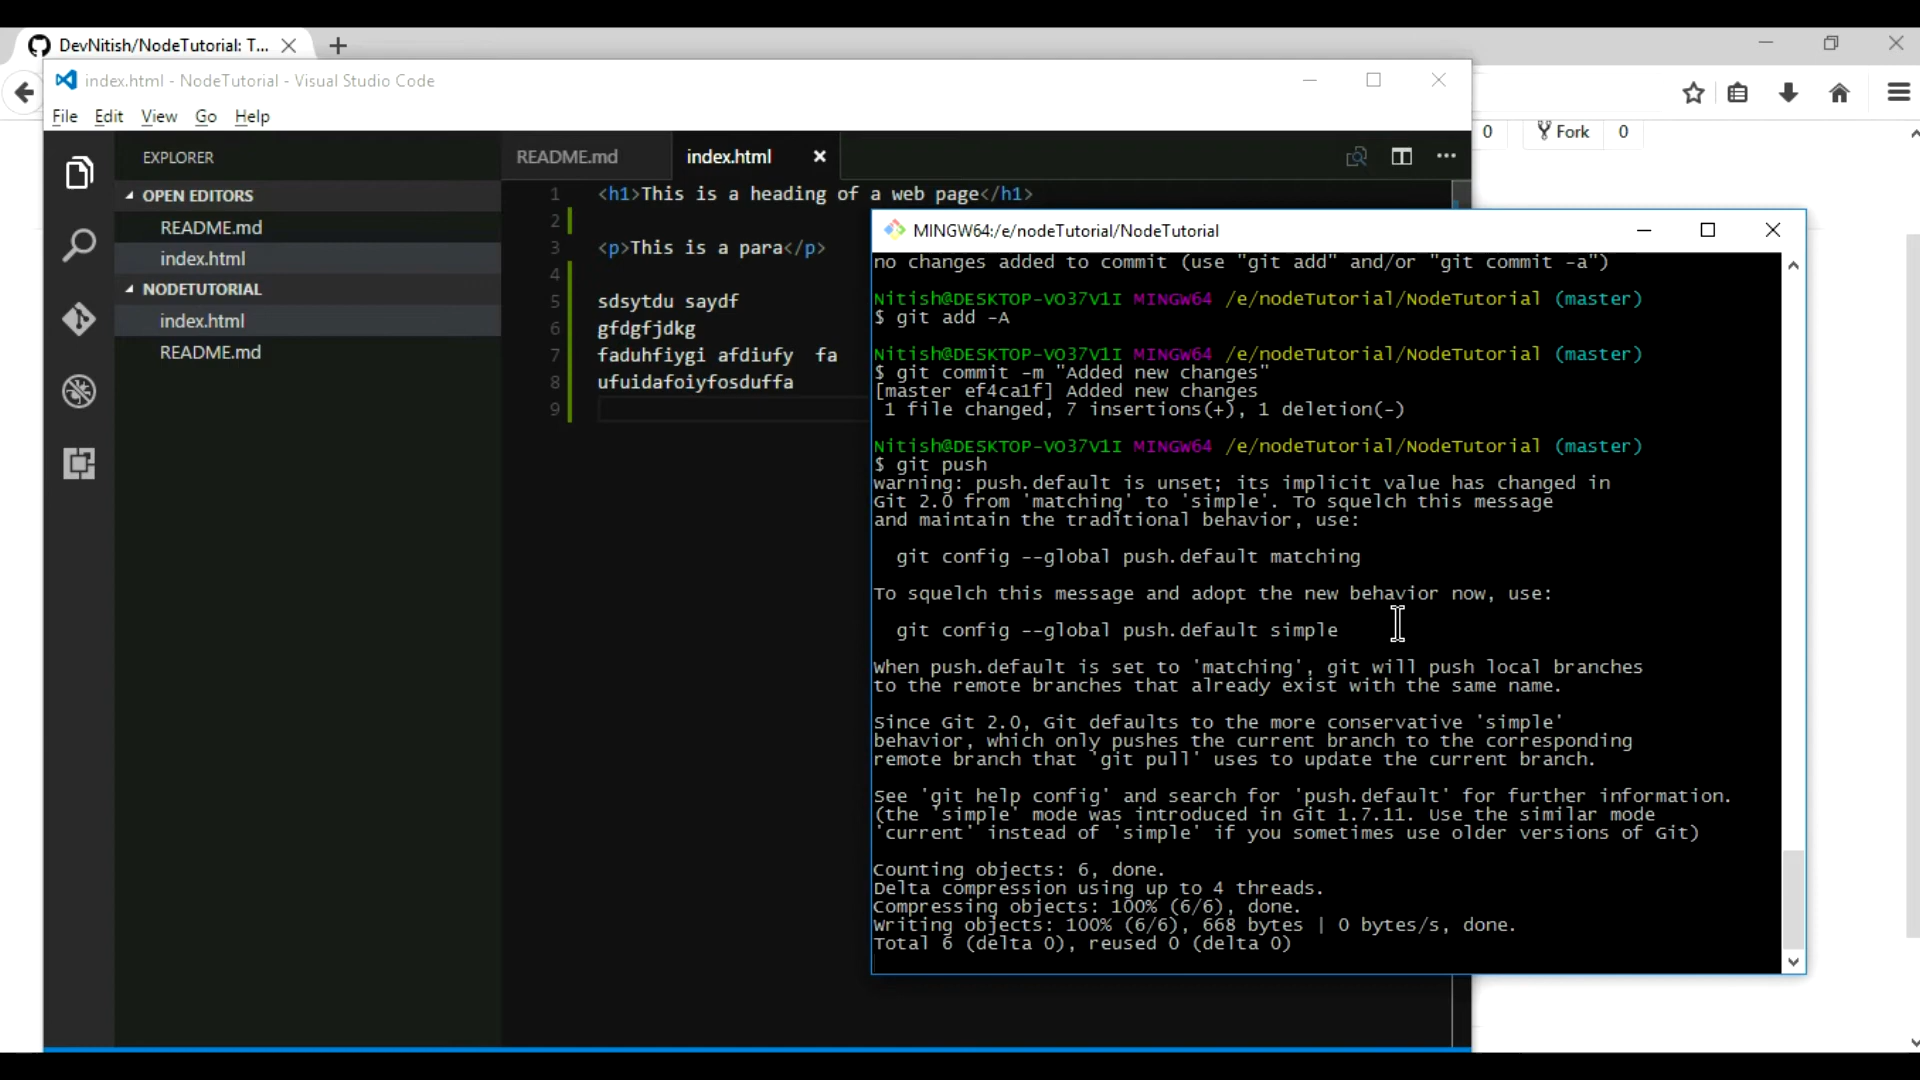 DevNitish/NodeTutorial: T...
index.html - NodeTutorial - Visual Studio Code
File Edit View Go Help
0 Fork 0
EXPLORER
OPEN EDITORS
README.md
index.html
NODETUTORIAL
index.html
README.md
README.md index.html
1 <h1>This is a heading of a web page</h1>
2
3 <p>This is a para</p>
4
5 sdsytdu saydf
6 gfdgfjdkg
7 faduhfiygi afdiufy fa
8 ufuidafoiyfosduffa
9
MINGW64:/e/nodeTutorial/NodeTutorial
no changes added to commit (use "git add" and/or "git commit -a")
Nitish@DESKTOP-VO37V1I MINGW64 /e/nodeTutorial/NodeTutorial (master)
$ git add -A
Nitish@DESKTOP-VO37V1I MINGW64 /e/nodeTutorial/NodeTutorial (master)
$ git commit -m "Added new changes"
[master ef4ca1f] Added new changes
1 file changed, 7 insertions(+), 1 deletion(-)
Nitish@DESKTOP-VO37V1I MINGW64 /e/nodeTutorial/NodeTutorial (master)
$ git push
warning: push.default is unset; its implicit value has changed in
Git 2.0 from 'matching' to 'simple'. To squelch this message
and maintain the traditional behavior, use:
git config --global push.default matching
To squelch this message and adopt the new behavior now, use:
git config --global push.default simple
When push.default is set to 'matching', git will push local branches
to the remote branches that already exist with the same name.
Since Git 2.0, Git defaults to the more conservative 'simple'
behavior, which only pushes the current branch to the corresponding
remote branch that 'git pull' uses to update the current branch.
See 'git help config' and search for 'push.default' for further information.
(the 'simple' mode was introduced in Git 1.7.11. Use the similar mode
'current' instead of 'simple' if you sometimes use older versions of Git)
Counting objects: 6, done.
Delta compression using up to 4 threads.
Compressing objects: 100% (6/6), done.
Writing objects: 100% (6/6), 668 bytes | 0 bytes/s, done.
Total 6 (delta 0), reused 0 (delta 0)